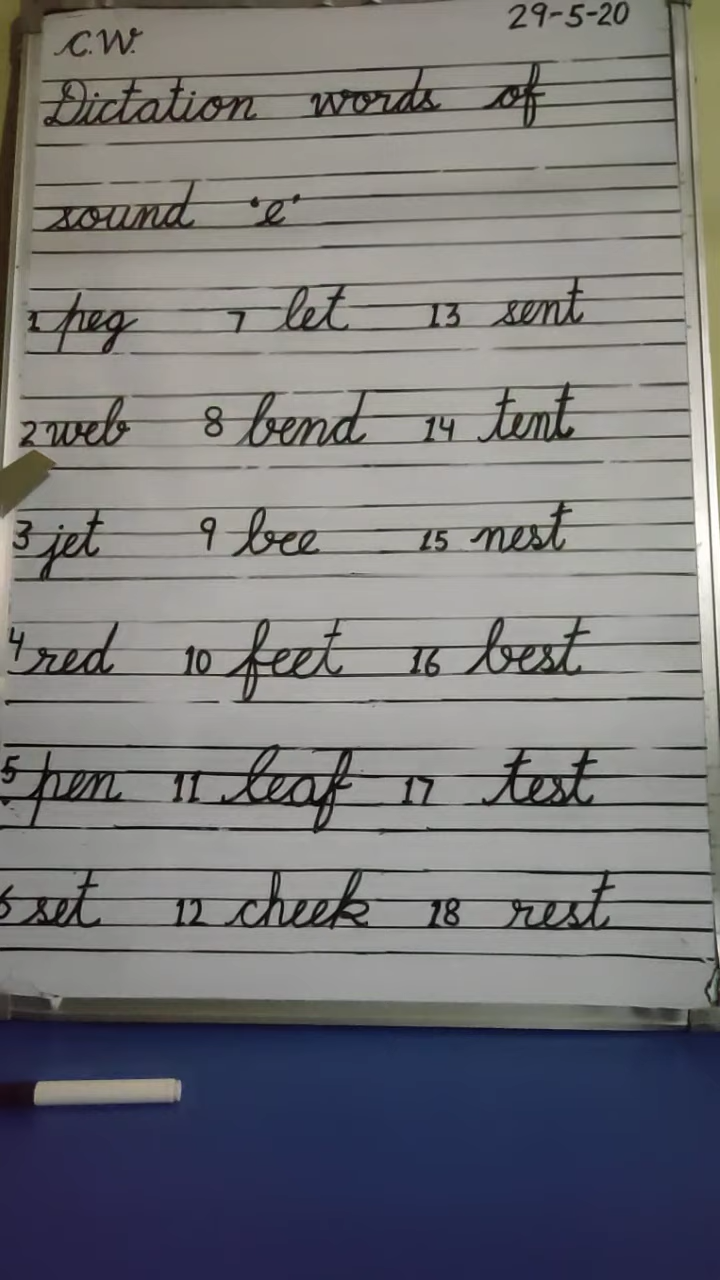 C.W. 29-5-20
Dictation words of
sound 'e'
1 peg 7 let 13 sent
2 web 8 bend 14 tent
3 jet 9 bee 15 nest
4 red 10 feet 16 best
5 pen 11 leaf 17 test
6 set 12 cheek 18 rest